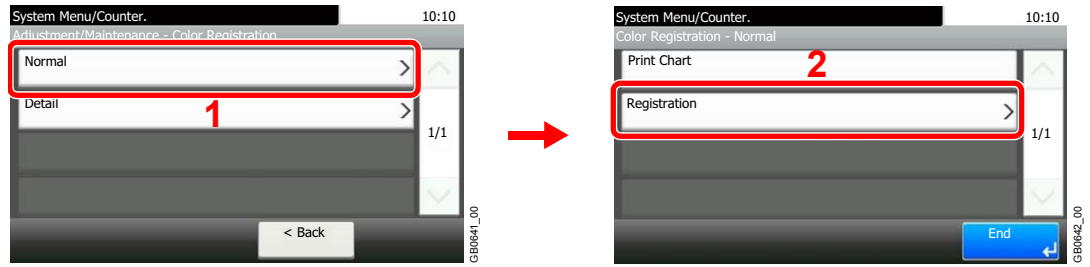 System Menu/Counter.
10:10
Adjustment/Maintenance - Color Registration
Normal
Detail
1
1/1
< Back
GB0641_00
System Menu/Counter.
10:10
Color Registration - Normal
Print Chart
2
Registration
1/1
End
GB0642_00